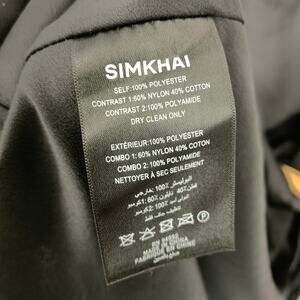 SIMKHAI
SELF:100% POLYESTER
CONTRAST 1:60% NYLON 40% COTTON
CONTRAST 2:100% POLYAMIDE
DRY CLEAN ONLY
EXTÉRIEUR:100% POLYESTER
COMBO 1: 60% NYLON 40% COTTON
COMBO 2: 100% POLYAMIDE
NETTOYER À SEC SEULEMENT
MADE IN CHINA
FABRIQUÉ EN CHINE